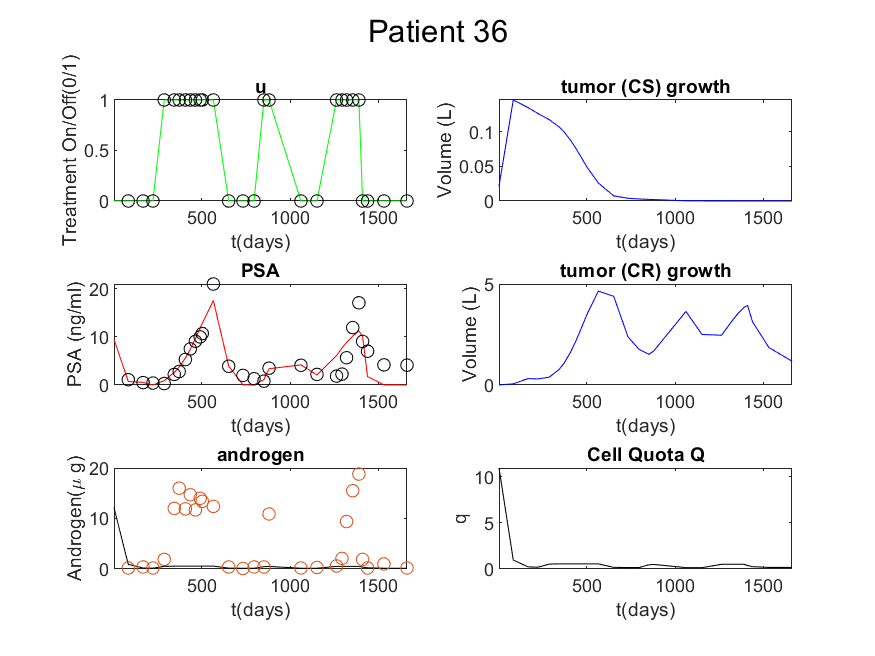 Patient 36
u
Treatment On/Off(0/1)
1
0.5
0
500 1000 1500
t(days)
tumor (CS) growth
Volume (L)
0.1
0.05
0
500 1000 1500
t(days)
PSA
PSA (ng/ml)
20
10
0
500 1000 1500
t(days)
tumor (CR) growth
Volume (L)
5
0
500 1000 1500
t(days)
androgen
Androgen(μ g)
20
10
0
500 1000 1500
t(days)
Cell Quota Q
q
10
5
0
500 1000 1500
t(days)